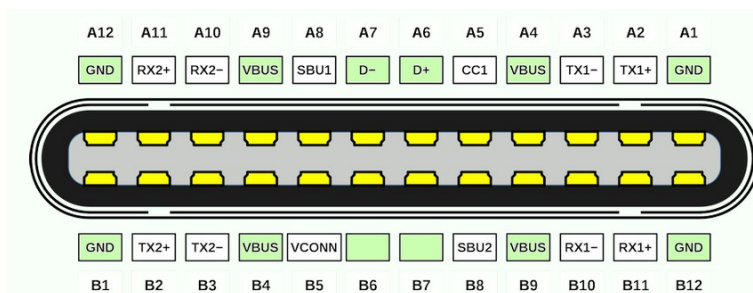 A12 A11 A10 A9 A8 A7 A6 A5 A4 A3 A2 A1
GND RX2+ RX2− VBUS SBU1 D− D+ CC1 VBUS TX1− TX1+ GND
GND TX2+ TX2− VBUS VCONN SBU2 VBUS RX1− RX1+ GND
B1 B2 B3 B4 B5 B6 B7 B8 B9 B10 B11 B12